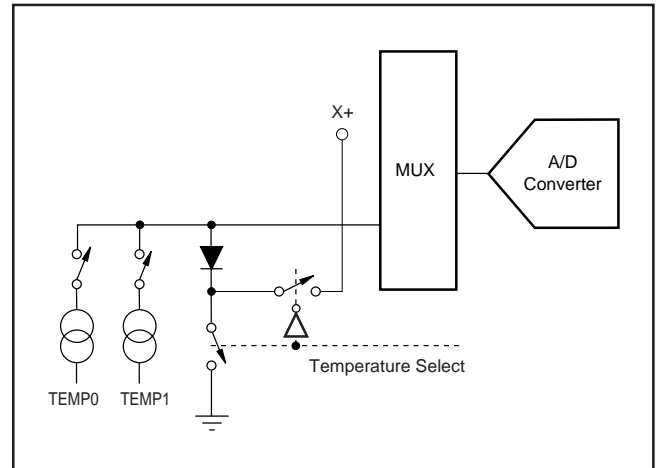 X+
MUX
A/D
Converter
Temperature Select
TEMP0
TEMP1